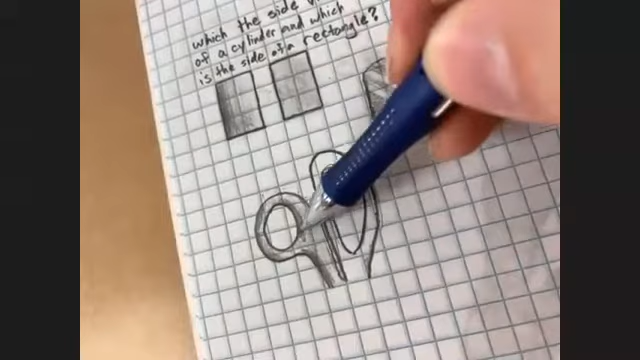 which the side
of a cylinder and which
is the side of a rectangle?